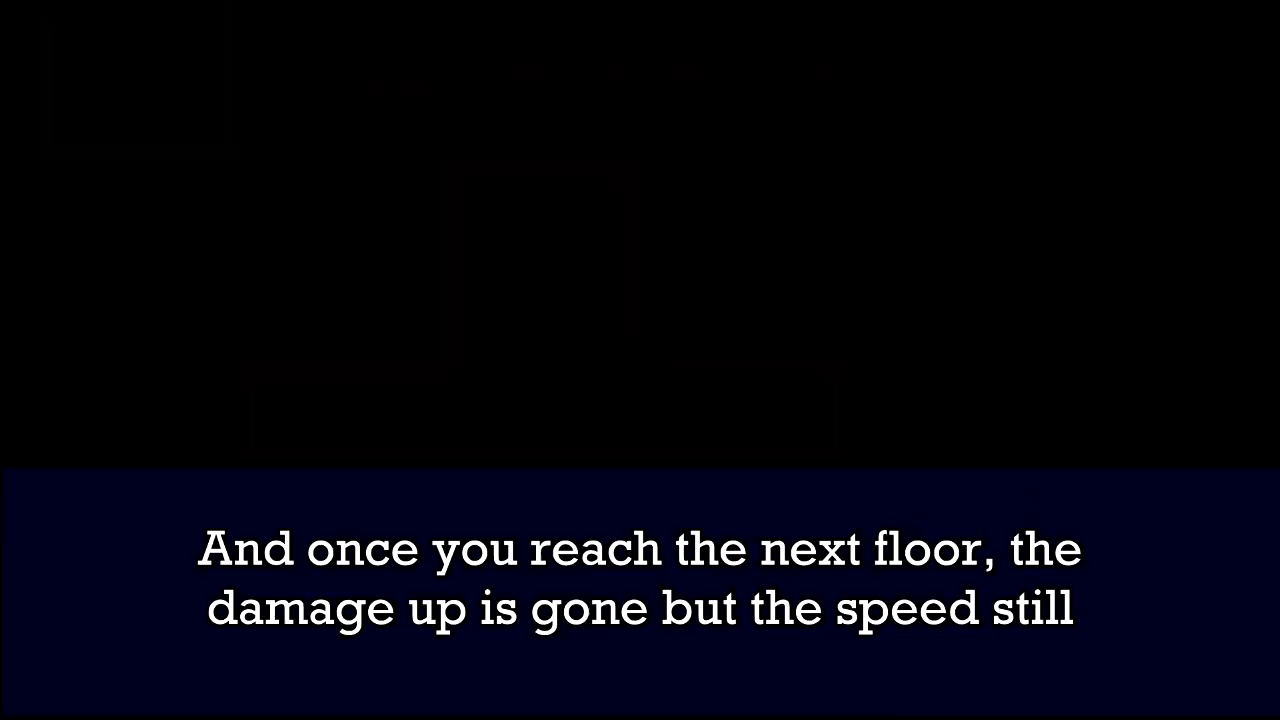 And once you reach the next floor, the
damage up is gone but the speed still